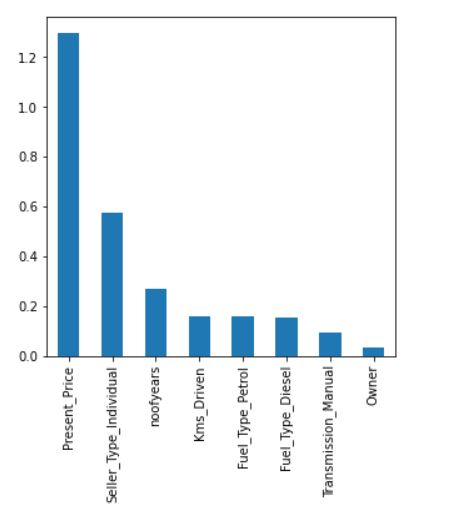 1.2
1.0
0.8
0.6
0.4
0.2
0.0
Present_Price
Seller_Type_Individual
noofyears
Kms_Driven
Fuel_Type_Petrol
Fuel_Type_Diesel
Transmission_Manual
Owner